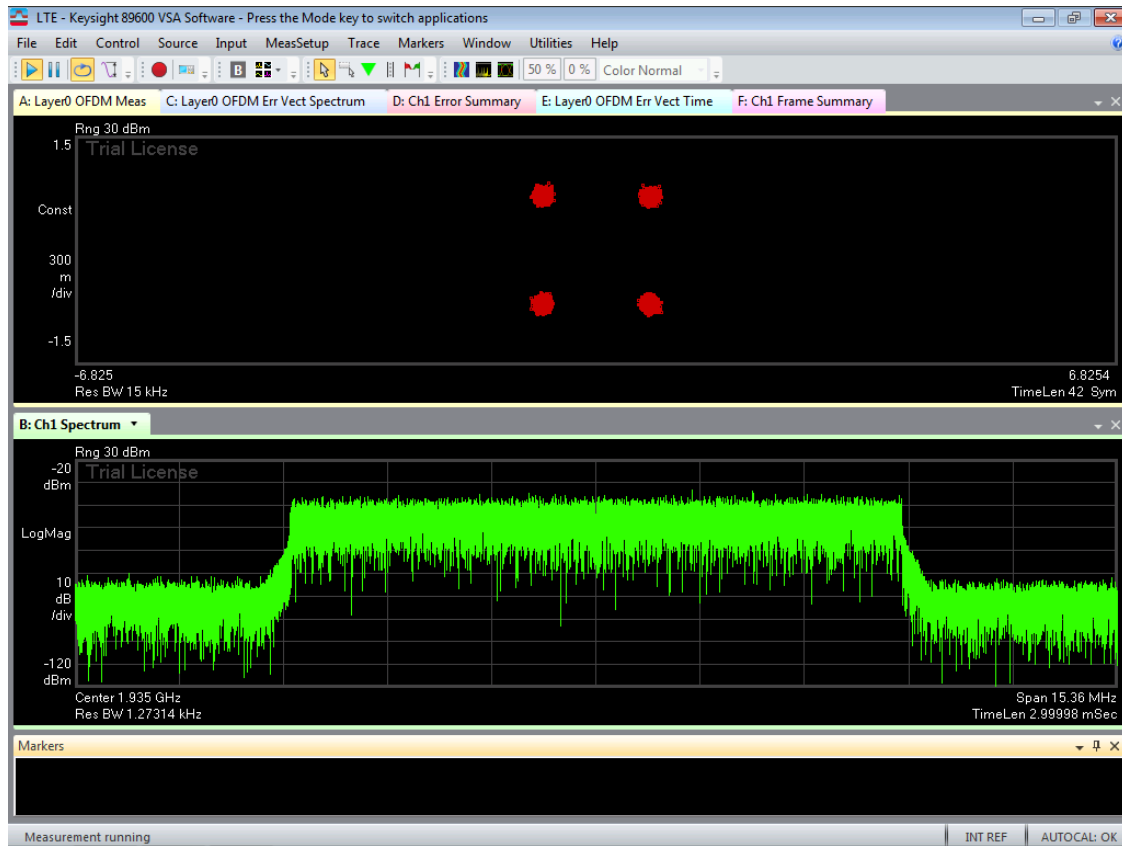 LTE - Keysight 89600 VSA Software - Press the Mode key to switch applications
File Edit Control Source Input MeasSetup Trace Markers Window Utilities Help
B 50 % 0 % Color Normal
A: Layer0 OFDM Meas C: Layer0 OFDM Err Vect Spectrum D: Ch1 Error Summary E: Layer0 OFDM Err Vect Time F: Ch1 Frame Summary
Rng 30 dBm
1.5 Trial License
Const
300
m
/div
-1.5
-6.825 6.8254
Res BW 15 kHz TimeLen 42 Sym
B: Ch1 Spectrum
Rng 30 dBm
-20 Trial License
dBm
LogMag
10
dB
/div
-120
dBm
Center 1.935 GHz Span 15.36 MHz
Res BW 1.27314 kHz TimeLen 2.99998 mSec
Markers
Measurement running INT REF AUTOCAL: OK